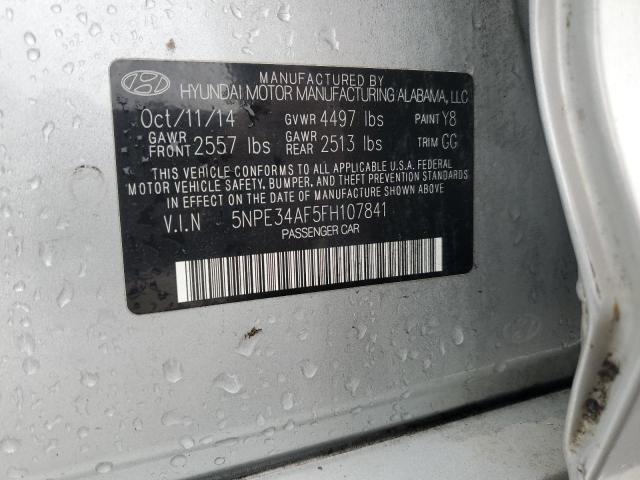 MANUFACTURED BY
HYUNDAI MOTOR MANUFACTURING ALABAMA, LLC
Oct/11/14 GVWR 4497 lbs PAINT Y8
GAWR FRONT 2557 lbs GAWR REAR 2513 lbs TRIM GG
THIS VEHICLE CONFORMS TO ALL APPLICABLE U.S.A. FEDERAL
MOTOR VEHICLE SAFETY, BUMPER, AND THEFT PREVENTION
STANDARDS IN EFFECT ON THE DATE OF MANUFACTURE SHOWN ABOVE
V.I.N 5NPE34AF5FH107841
PASSENGER CAR